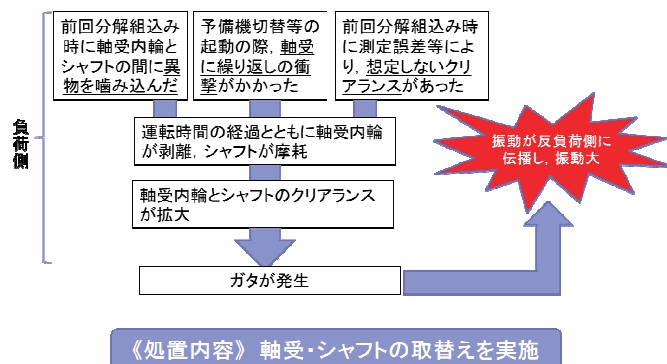 前回分解組込み
時に軸受内輪と
シャフトの間に異
物を噛み込んだ
予備機切替等の
起動の際，軸受
に繰り返しの衝
撃がかかった
前回分解組込み時
に測定誤差等によ
り，想定しないクリ
アランスがあった
負荷側
運転時間の経過とともに軸受内輪
が剥離，シャフトが摩耗
振動が反負荷側に
伝播し，振動大
軸受内輪とシャフトのクリアランス
が拡大
ガタが発生
《処置内容》 軸受・シャフトの取替えを実施